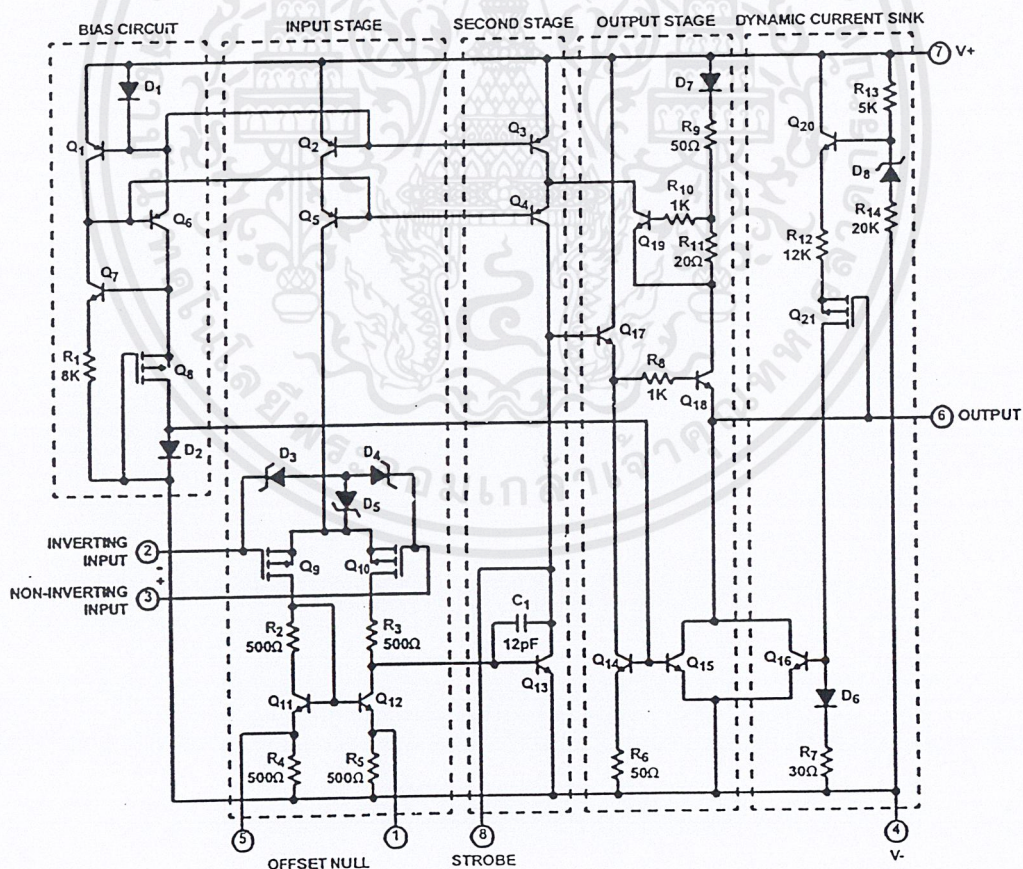 BIAS CIRCUIT
INPUT STAGE
SECOND STAGE
OUTPUT STAGE
DYNAMIC CURRENT SINK
7 V+
D1
D7
R13
5K
Q1
Q2
Q3
R9
50Ω
Q20
D8
Q6
Q5
Q4
R10
1K
R14
20K
Q19
R11
20Ω
R12
12K
Q7
Q17
Q21
R1
8K
Q8
R8
1K
Q18
6 OUTPUT
D2
D3
D4
D5
INVERTING
INPUT
2
-
Q9
Q10
+
NON-INVERTING
INPUT
3
C1
12pF
R2
500Ω
R3
500Ω
Q14
Q15
Q16
Q13
D6
Q11
Q12
R4
500Ω
R5
500Ω
R6
50Ω
R7
30Ω
5
1
8
4
OFFSET NULL
STROBE
V-